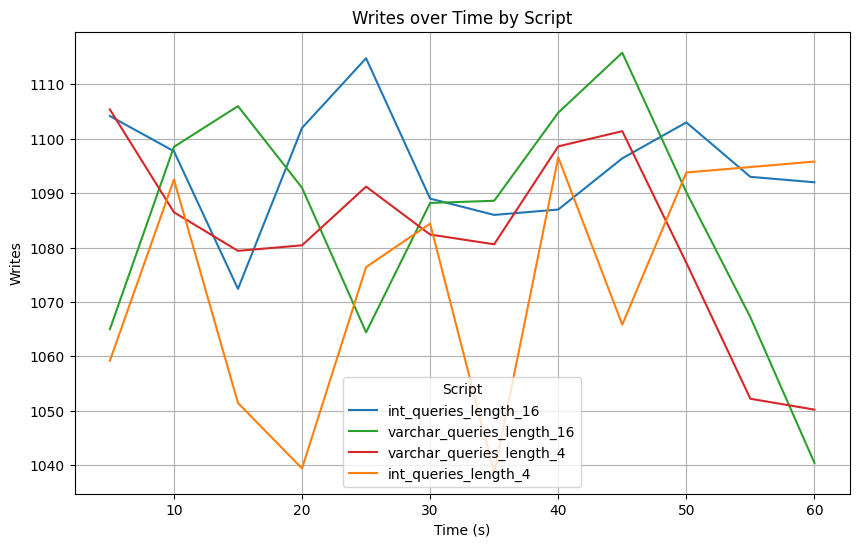 Writes over Time by Script
Writes
1110
1100
1090
1080
1070
1060
1050
1040
Script
int_queries_length_16
varchar_queries_length_16
varchar_queries_length_4
int_queries_length_4
10 20 30 40 50 60
Time (s)